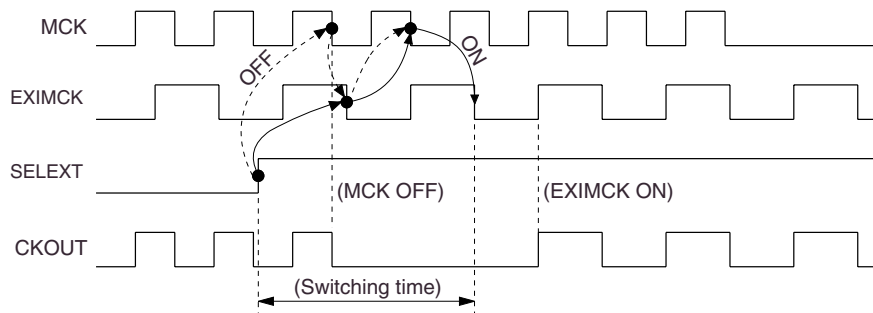 MCK
OFF
ON
EXIMCK
SELEXT
(MCK OFF)
(EXIMCK ON)
CKOUT
(Switching time)